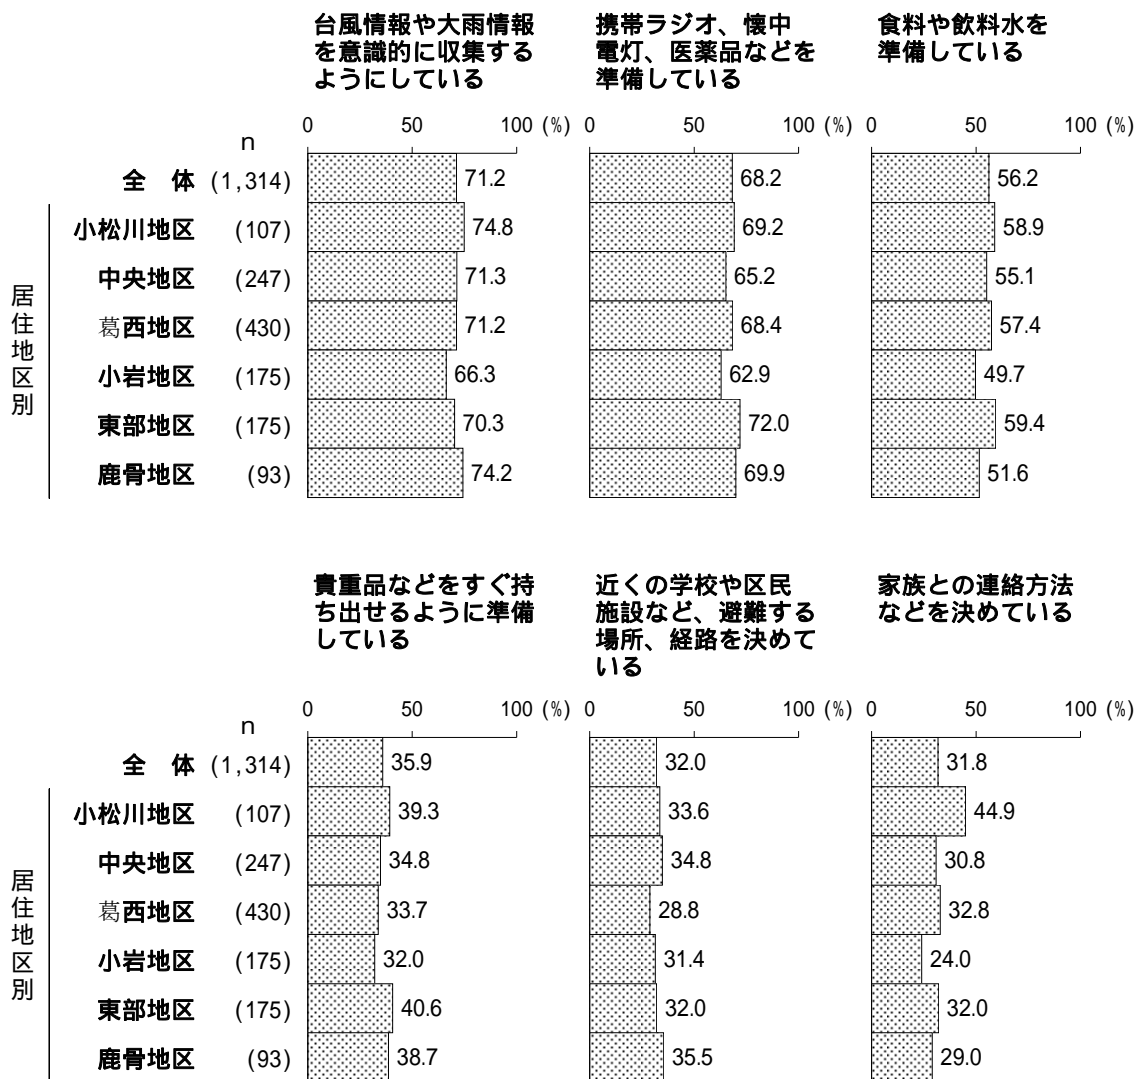 台風情報や大雨情報
を意識的に収集する
ようにしている
携帯ラジオ、懐中
電灯、医薬品などを
準備している
食料や飲料水を
準備している
n
0 50 100 (%) 0 50 100 (%) 0 50 100 (%)
全 体 (1,314) 71.2 68.2 56.2
居住地区別
小松川地区 (107) 74.8 69.2 58.9
中央地区 (247) 71.3 65.2 55.1
葛西地区 (430) 71.2 68.4 57.4
小岩地区 (175) 66.3 62.9 49.7
東部地区 (175) 70.3 72.0 59.4
鹿骨地区 (93) 74.2 69.9 51.6
貴重品などをすぐ持
ち出せるように準備
している
近くの学校や区民
施設など、避難する
場所、経路を決めて
いる
家族との連絡方法
などを決めている
n
0 50 100 (%) 0 50 100 (%) 0 50 100 (%)
全 体 (1,314) 35.9 32.0 31.8
居住地区別
小松川地区 (107) 39.3 33.6 44.9
中央地区 (247) 34.8 34.8 30.8
葛西地区 (430) 33.7 28.8 32.8
小岩地区 (175) 32.0 31.4 24.0
東部地区 (175) 40.6 32.0 32.0
鹿骨地区 (93) 38.7 35.5 29.0